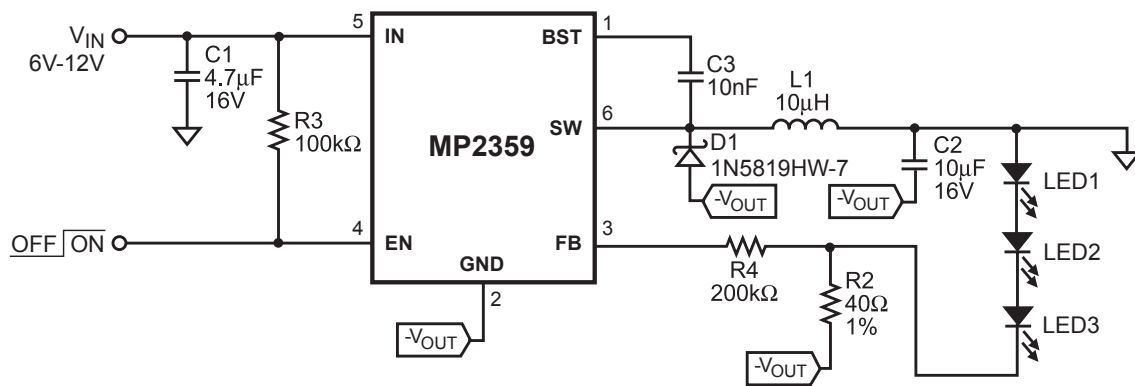 V_IN
6V-12V
C1
4.7µF
16V
R3
100kΩ
OFF ON
5
IN
4
EN
MP2359
GND
2
-V_OUT
BST
1
SW
6
FB
3
C3
10nF
L1
10µH
D1
1N5819HW-7
-V_OUT
C2
10µF
16V
-V_OUT
R4
200kΩ
R2
40Ω
1%
-V_OUT
LED1
LED2
LED3